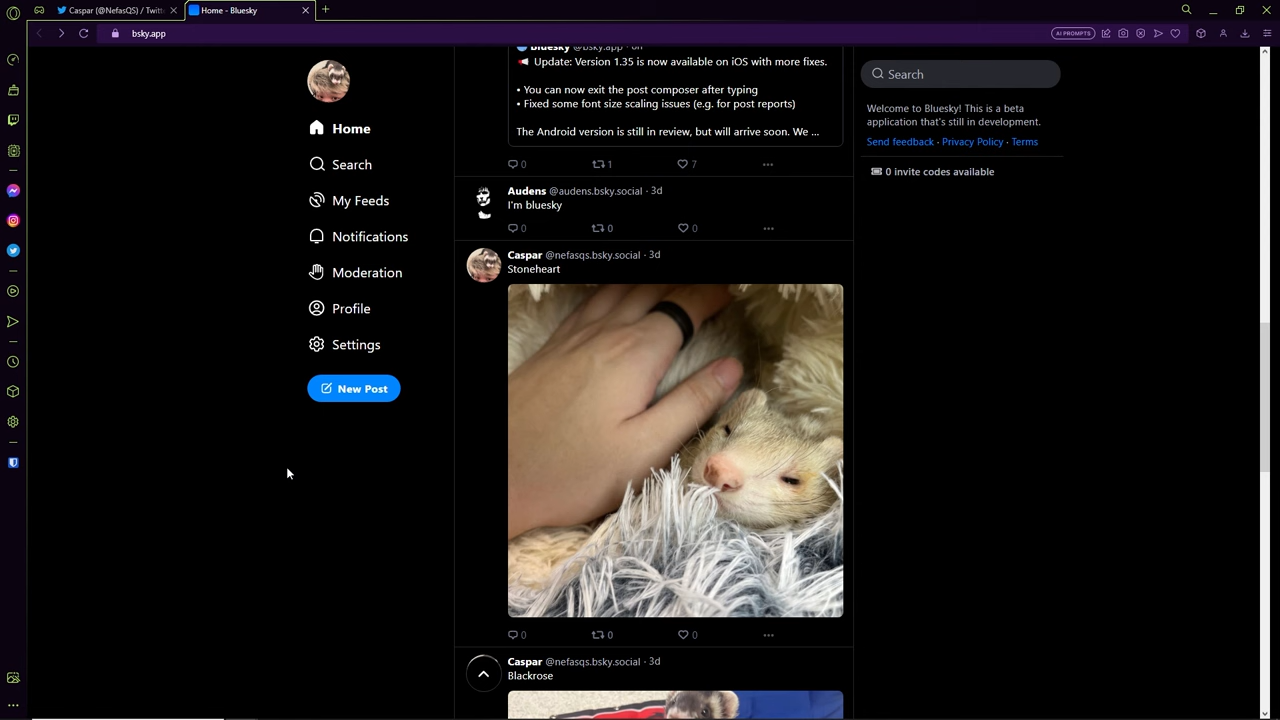 Caspar (@NefasQS) / Twitt
Home - Bluesky
bsky.app
AI PROMPTS
Home
Search
My Feeds
Notifications
Moderation
Profile
Settings
New Post
Bluesky @bsky.app
📢 Update: Version 1.35 is now available on iOS with more fixes.
• You can now exit the post composer after typing
• Fixed some font size scaling issues (e.g. for post reports)
The Android version is still in review, but will arrive soon. We ...
0 1 7
Audens @audens.bsky.social · 3d
I'm bluesky
0 0 0
Caspar @nefasqs.bsky.social · 3d
Stoneheart
0 0 0
Caspar @nefasqs.bsky.social · 3d
Blackrose
Search
Welcome to Bluesky! This is a beta
application that's still in development.
Send feedback · Privacy Policy · Terms
0 invite codes available